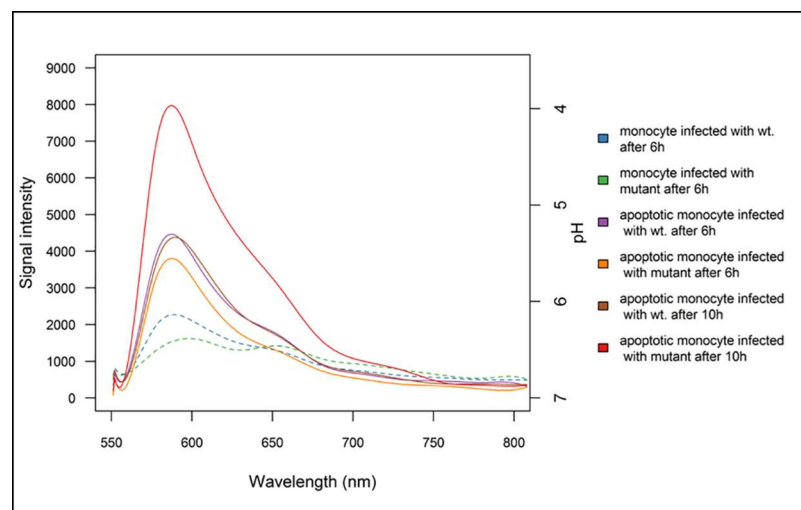 9000
8000
7000
6000
5000
4000
3000
2000
1000
0
Signal intensity
550
600
650
700
750
800
Wavelength (nm)
4
5
6
7
pH
monocyte infected with wt.
after 6h
monocyte infected with
mutant after 6h
apoptotic monocyte infected
with wt. after 6h
apoptotic monocyte infected
with mutant after 6h
apoptotic monocyte infected
with wt. after 10h
apoptotic monocyte infected
with mutant after 10h